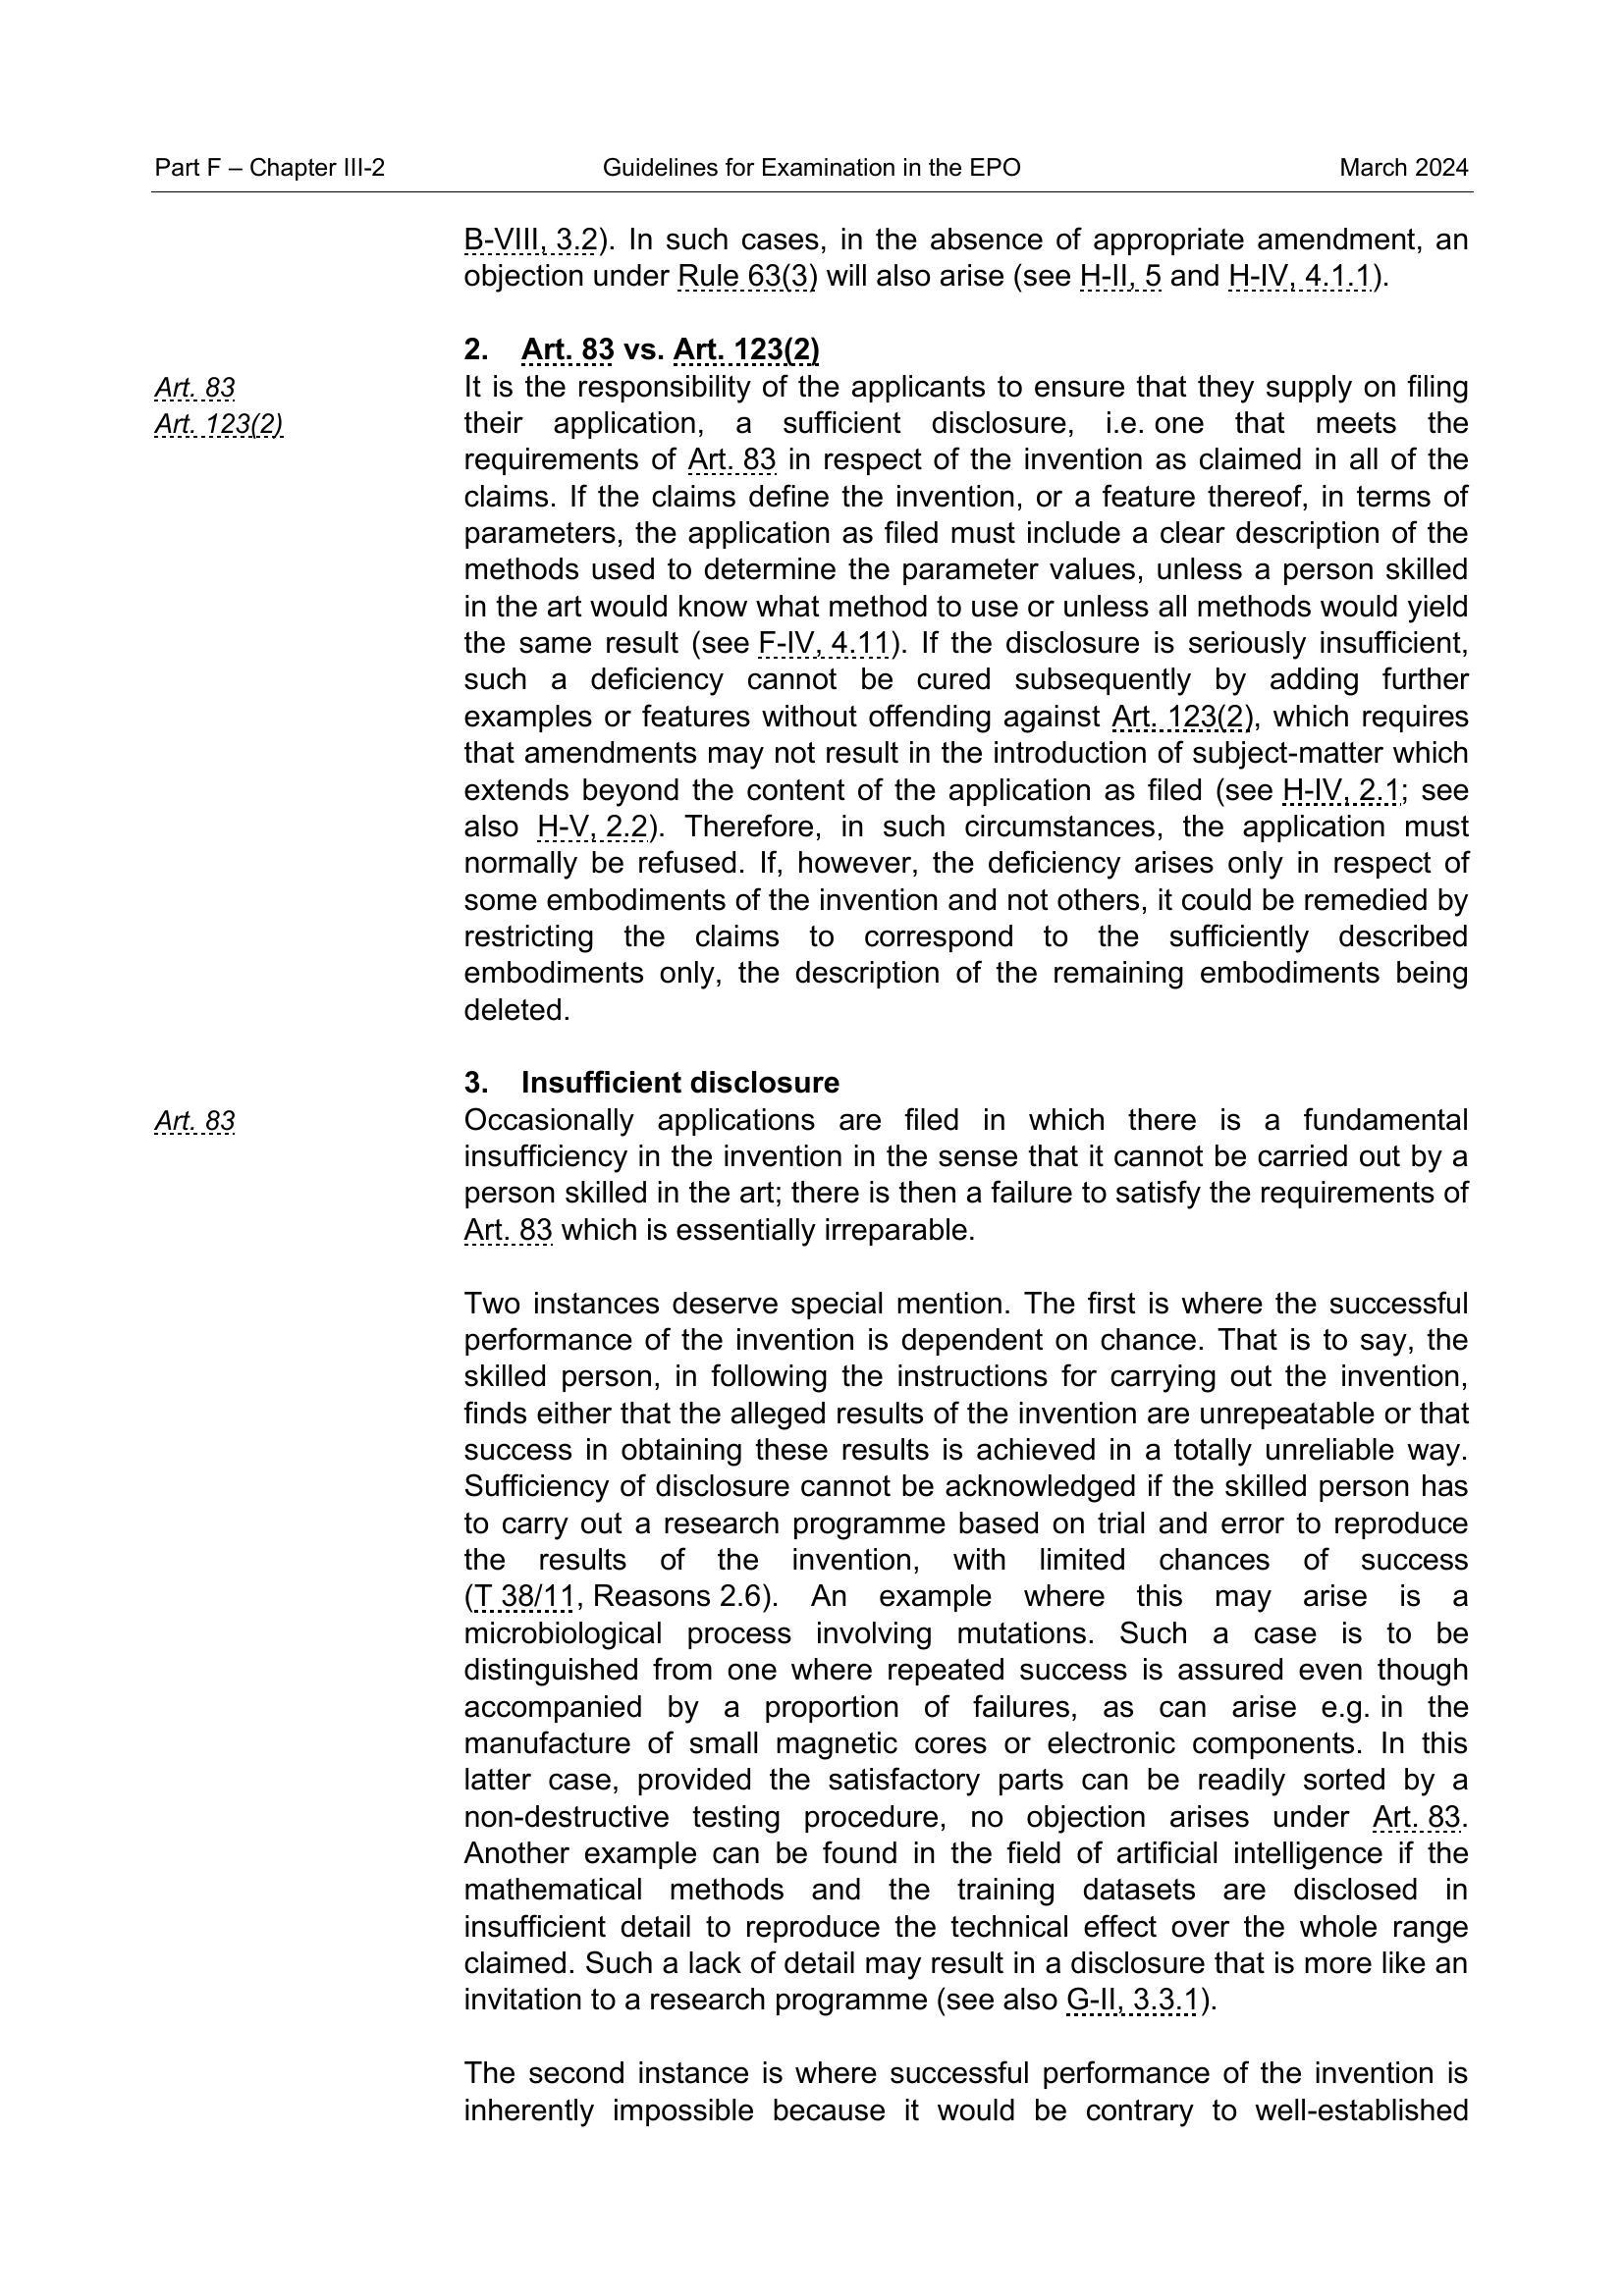 Part F – Chapter III-2 Guidelines for Examination in the EPO March 2024
B-VIII, 3.2). In such cases, in the absence of appropriate amendment, an
objection under Rule 63(3) will also arise (see H-II, 5 and H-IV, 4.1.1).
2. Art. 83 vs. Art. 123(2)
Art. 83
Art. 123(2)
It is the responsibility of the applicants to ensure that they supply on filing
their application, a sufficient disclosure, i.e. one that meets the
requirements of Art. 83 in respect of the invention as claimed in all of the
claims. If the claims define the invention, or a feature thereof, in terms of
parameters, the application as filed must include a clear description of the
methods used to determine the parameter values, unless a person skilled
in the art would know what method to use or unless all methods would yield
the same result (see F-IV, 4.11). If the disclosure is seriously insufficient,
such a deficiency cannot be cured subsequently by adding further
examples or features without offending against Art. 123(2), which requires
that amendments may not result in the introduction of subject-matter which
extends beyond the content of the application as filed (see H-IV, 2.1; see
also H-V, 2.2). Therefore, in such circumstances, the application must
normally be refused. If, however, the deficiency arises only in respect of
some embodiments of the invention and not others, it could be remedied by
restricting the claims to correspond to the sufficiently described
embodiments only, the description of the remaining embodiments being
deleted.
3. Insufficient disclosure
Art. 83
Occasionally applications are filed in which there is a fundamental
insufficiency in the invention in the sense that it cannot be carried out by a
person skilled in the art; there is then a failure to satisfy the requirements of
Art. 83 which is essentially irreparable.
Two instances deserve special mention. The first is where the successful
performance of the invention is dependent on chance. That is to say, the
skilled person, in following the instructions for carrying out the invention,
finds either that the alleged results of the invention are unrepeatable or that
success in obtaining these results is achieved in a totally unreliable way.
Sufficiency of disclosure cannot be acknowledged if the skilled person has
to carry out a research programme based on trial and error to reproduce
the results of the invention, with limited chances of success
(T 38/11, Reasons 2.6). An example where this may arise is a
microbiological process involving mutations. Such a case is to be
distinguished from one where repeated success is assured even though
accompanied by a proportion of failures, as can arise e.g. in the
manufacture of small magnetic cores or electronic components. In this
latter case, provided the satisfactory parts can be readily sorted by a
non-destructive testing procedure, no objection arises under Art. 83.
Another example can be found in the field of artificial intelligence if the
mathematical methods and the training datasets are disclosed in
insufficient detail to reproduce the technical effect over the whole range
claimed. Such a lack of detail may result in a disclosure that is more like an
invitation to a research programme (see also G-II, 3.3.1).
The second instance is where successful performance of the invention is
inherently impossible because it would be contrary to well-established